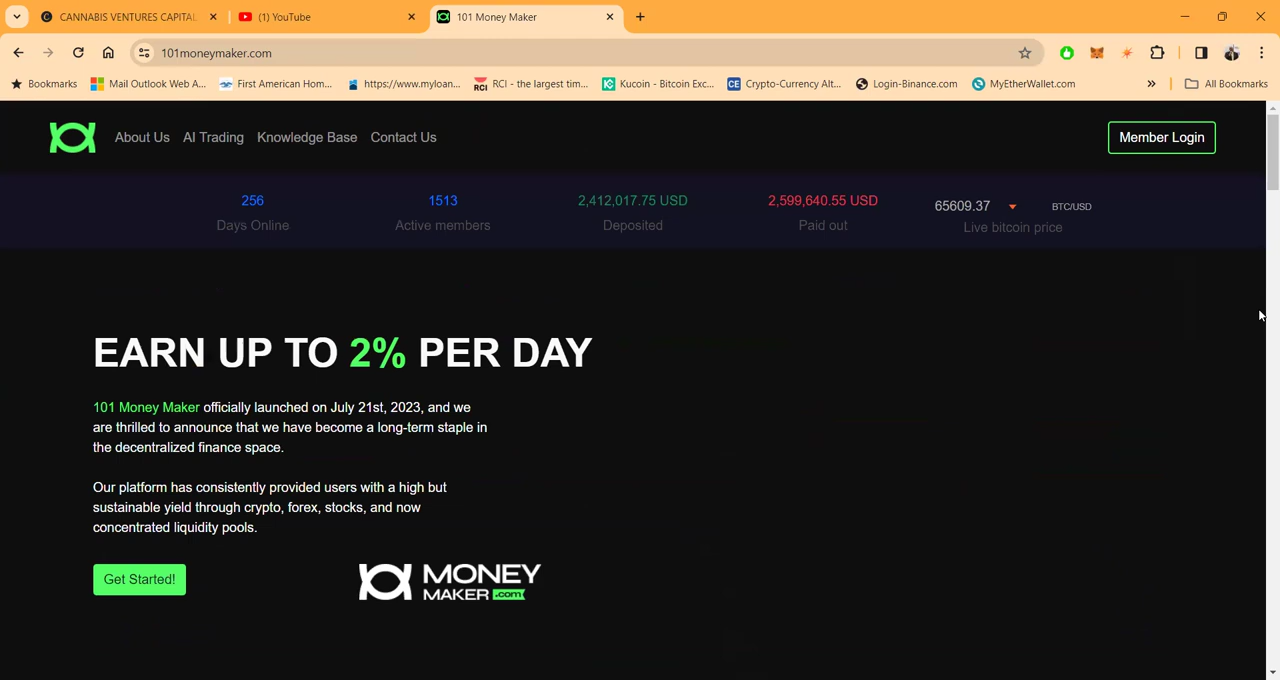 CANNABIS VENTURES CAPITAL
(1) YouTube
101 Money Maker
101moneymaker.com
Bookmarks
Mail Outlook Web A...
First American Hom...
https://www.myloan...
RCI - the largest tim...
Kucoin - Bitcoin Exc...
Crypto-Currency Alt...
Login-Binance.com
MyEtherWallet.com
All Bookmarks
About Us
AI Trading
Knowledge Base
Contact Us
Member Login
256
1513
2,412,017.75 USD
2,599,640.55 USD
65609.37
BTC/USD
Days Online
Active members
Deposited
Paid out
Live bitcoin price
EARN UP TO 2% PER DAY
101 Money Maker officially launched on July 21st, 2023, and we
are thrilled to announce that we have become a long-term staple in
the decentralized finance space.
Our platform has consistently provided users with a high but
sustainable yield through crypto, forex, stocks, and now
concentrated liquidity pools.
Get Started!
MONEY
MAKER .com